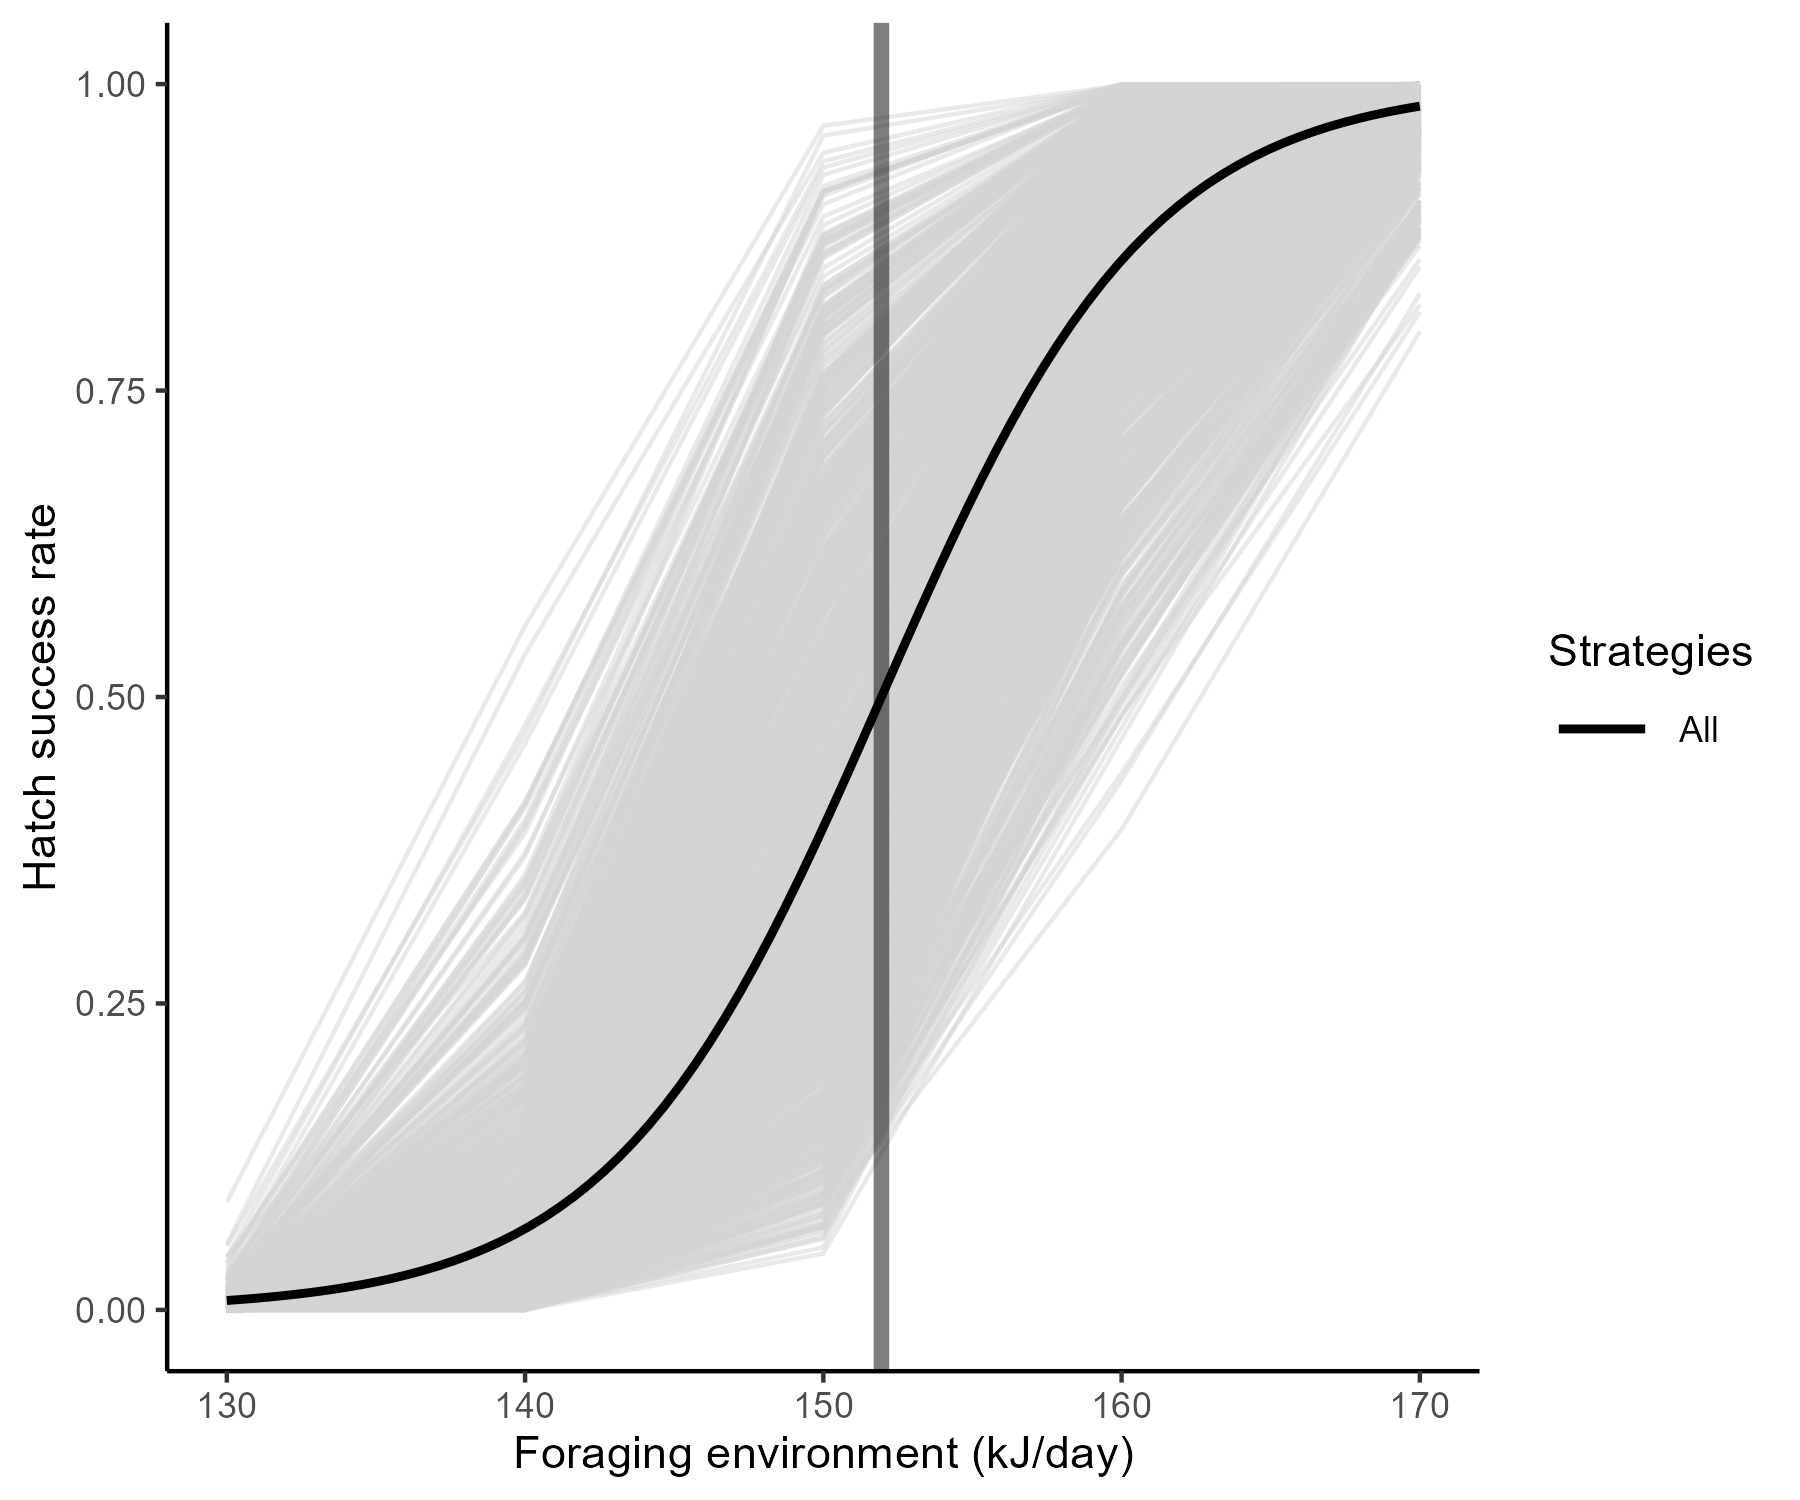 1.00
0.75
0.50
0.25
0.00
Hatch success rate
130 140 150 160 170
Foraging environment (kJ/day)
Strategies
All